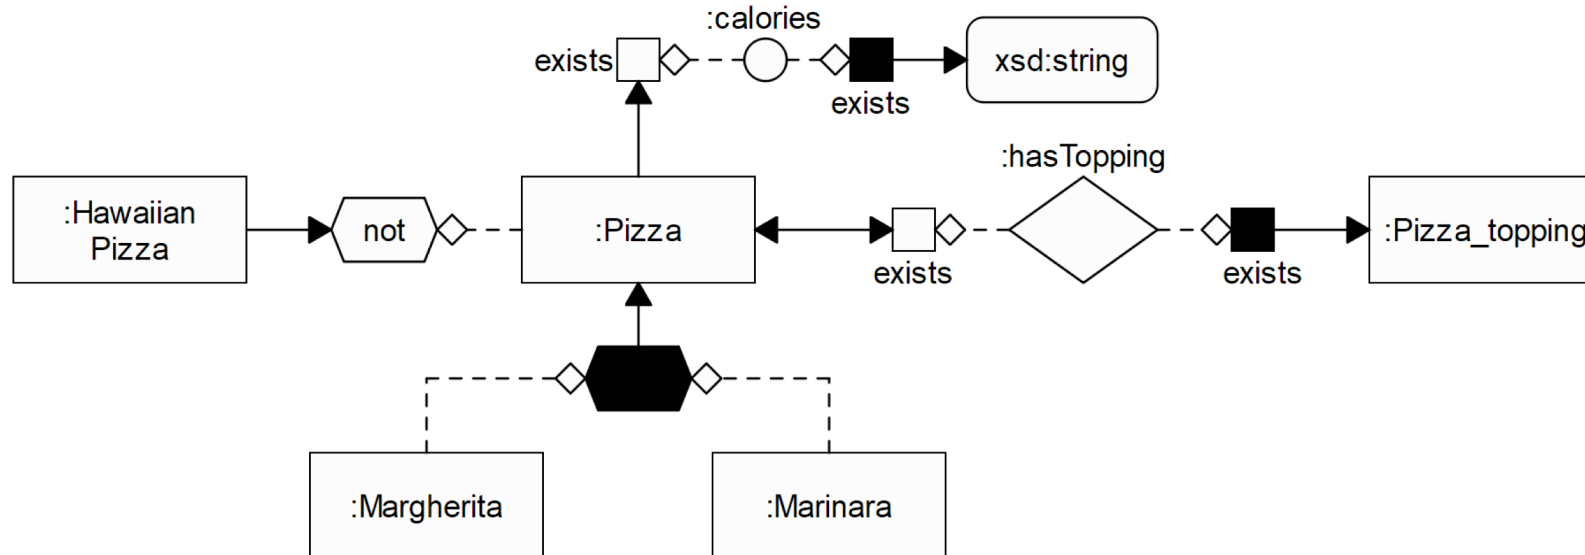 :calories
exists
xsd:string
exists
:hasTopping
:Hawaiian
Pizza
not
:Pizza
:Pizza_topping
exists
exists
:Margherita
:Marinara